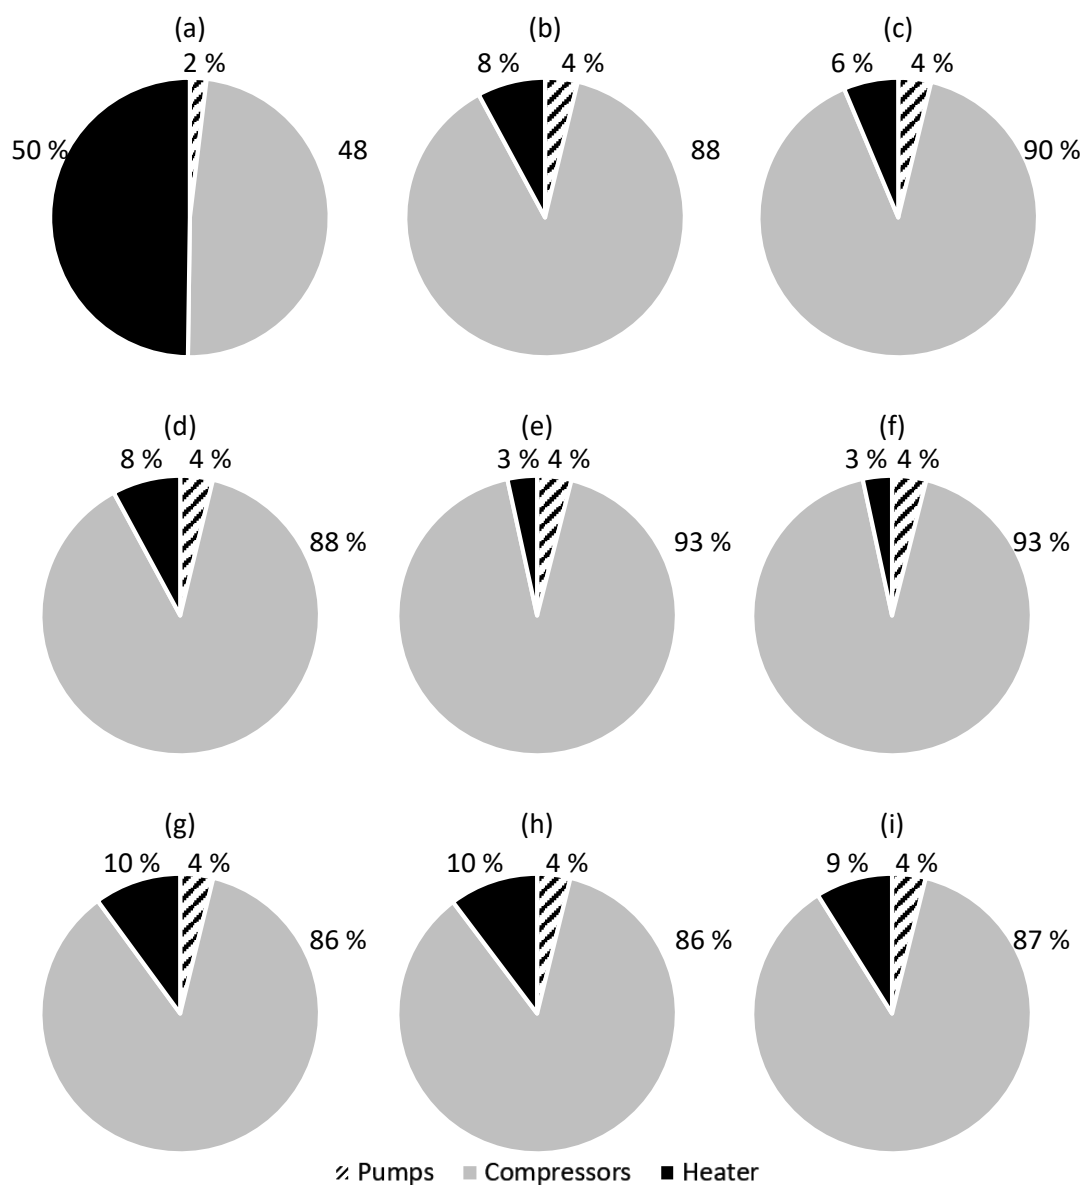 (a) (b) (c)
2 % 8 % 4 % 6 % 4 %
50 % 48 88 90 %
(d) (e) (f)
8 % 4 % 3 % 4 % 3 % 4 %
88 % 93 % 93 %
(g) (h) (i)
10 % 4 % 10 % 4 % 9 % 4 %
86 % 86 % 87 %
Pumps Compressors Heater